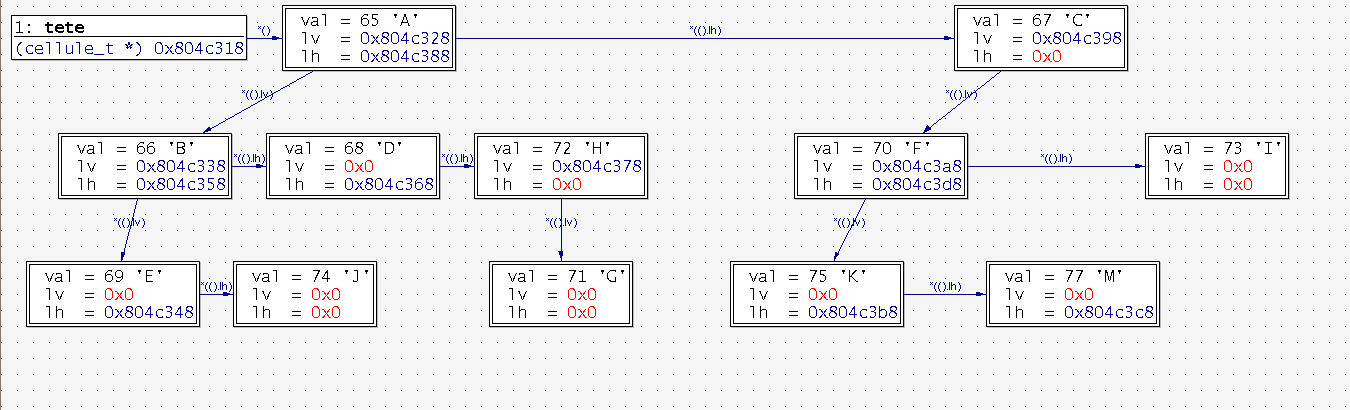 1: tete
(cellule_t *) 0x804c318
*()
val = 65 'A'
lv = 0x804c328
lh = 0x804c388
*(().lh)
val = 67 'C'
lv = 0x804c398
lh = 0x0
*(().lv)
*(().lv)
val = 66 'B'
lv = 0x804c338
lh = 0x804c358
*(().lh)
val = 68 'D'
lv = 0x0
lh = 0x804c368
*(().lh)
val = 72 'H'
lv = 0x804c378
lh = 0x0
val = 70 'F'
lv = 0x804c3a8
lh = 0x804c3d8
*(().lh)
val = 73 'I'
lv = 0x0
lh = 0x0
*(().lv)
*(().lv)
*(().lv)
val = 69 'E'
lv = 0x0
lh = 0x804c348
*(().lh)
val = 74 'J'
lv = 0x0
lh = 0x0
val = 71 'G'
lv = 0x0
lh = 0x0
val = 75 'K'
lv = 0x0
lh = 0x804c3b8
*(().lh)
val = 77 'M'
lv = 0x0
lh = 0x804c3c8